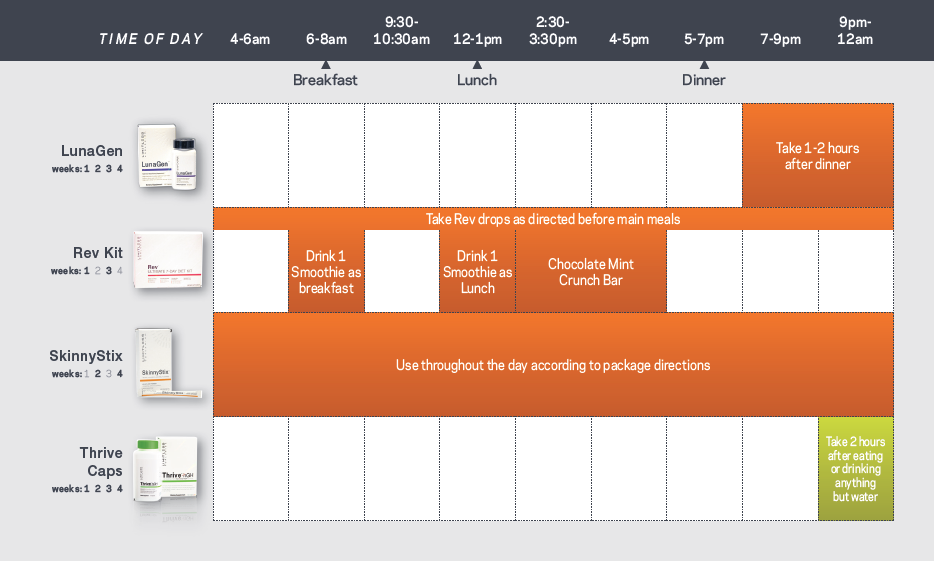 TIME OF DAY
4-6am
6-8am
9:30-
10:30am
12-1pm
2:30-
3:30pm
4-5pm
5-7pm
7-9pm
9pm-
12am
Breakfast
Lunch
Dinner
LunaGen
weeks: 1 2 3 4
LunaGen
LunaGen
Take 1-2 hours
after dinner
Take Rev drops as directed before main meals
Rev Kit
weeks: 1 2 3 4
Rev
Drink 1
Smoothie as
breakfast
Drink 1
Smoothie as
Lunch
Chocolate Mint
Crunch Bar
SkinnyStix
weeks: 1 2 3 4
SkinnyStix
Use throughout the day according to package directions
Thrive
Caps
weeks: 1 2 3 4
Thrive
Thrive
Take 2 hours
after eating
or drinking
anything
but water